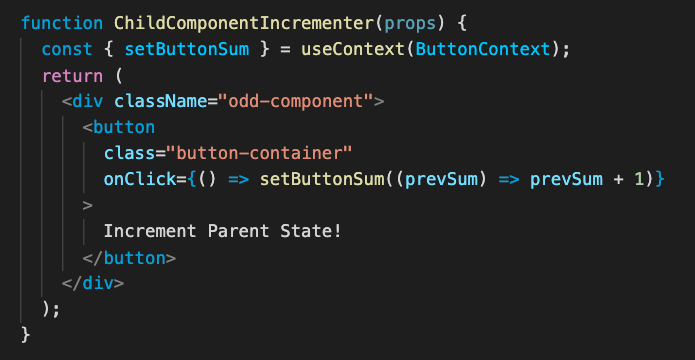 function ChildComponentIncrementer(props) {
  const { setButtonSum } = useContext(ButtonContext);
  return (
    <div className="odd-component">
      <button
        class="button-container"
        onClick={() => setButtonSum((prevSum) => prevSum + 1)}
      >
        Increment Parent State!
      </button>
    </div>
  );
}